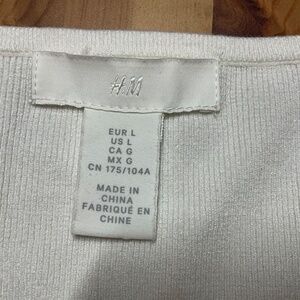 H&M
EUR L
US L
CA G
MX G
CN 175/104A
MADE IN
CHINA
FABRIQUÉ EN
CHINE